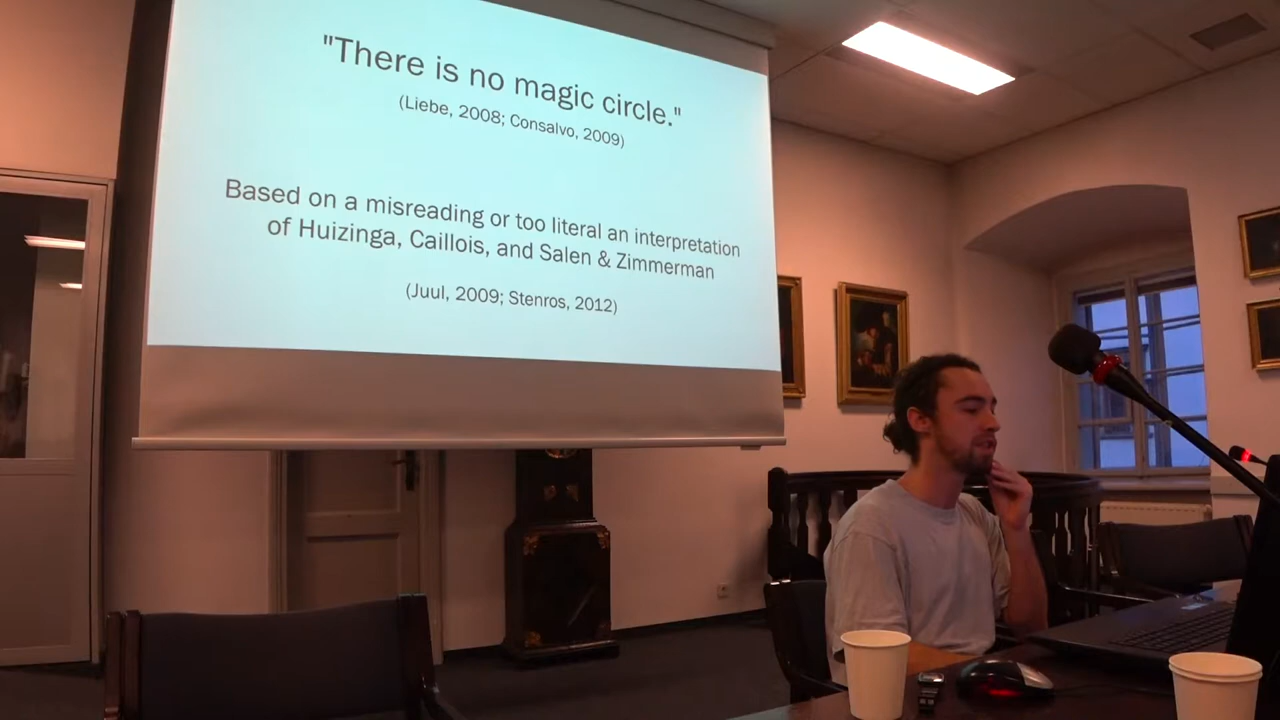 "There is no magic circle."
(Liebe, 2008; Consalvo, 2009)
Based on a misreading or too literal an interpretation
of Huizinga, Caillois, and Salen & Zimmerman
(Juul, 2009; Stenros, 2012)